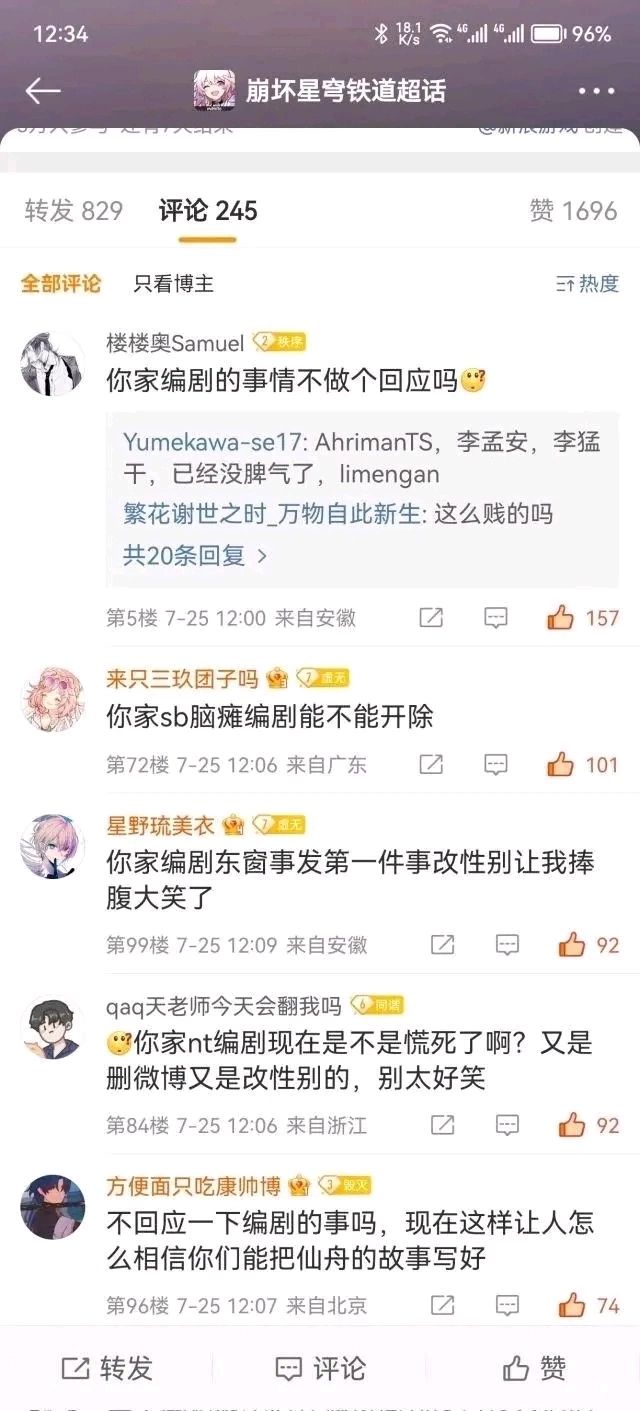 12:34
18.1 K/s 4G 4G 96%
崩坏星穹铁道超话
转发 829 评论 245 赞 1696
全部评论 只看博主 热度
楼楼奥Samuel 2 秩序
你家编剧的事情不做个回应吗
Yumekawa-se17: AhrimanTS，李孟安，李猛
干，已经没脾气了，limengan
繁花谢世之时_万物自此新生: 这么贱的吗
共20条回复
第5楼 7-25 12:00 来自安徽 157
来只三玖团子吗 7 虚无
你家sb脑瘫编剧能不能开除
第72楼 7-25 12:06 来自广东 101
星野琉美衣 7 虚无
你家编剧东窗事发第一件事改性别让我捧
腹大笑了
第99楼 7-25 12:09 来自安徽 92
qaq天老师今天会翻我吗 6 同谐
你家nt编剧现在是不是慌死了啊？又是
删微博又是改性别的，别太好笑
第84楼 7-25 12:06 来自浙江 92
方便面只吃康帅博 3 毁灭
不回应一下编剧的事吗，现在这样让人怎
么相信你们能把仙舟的故事写好
第96楼 7-25 12:07 来自北京 74
转发 评论 赞